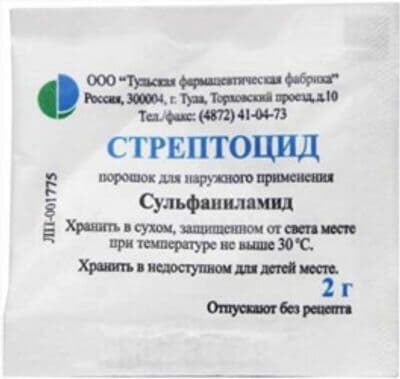 ООО "Тульская фармацевтическая фабрика"
Россия, 300004, г. Тула, Торховский проезд,д.10
Тел./факс: (4872) 41-04-73
СТРЕПТОЦИД
порошок для наружного применения
Сульфаниламид
Хранить в сухом, защищенном от света месте
при температуре не выше 30 °С.
Хранить в недоступном для детей месте.
2 г
Отпускают без рецепта
ЛП-001775